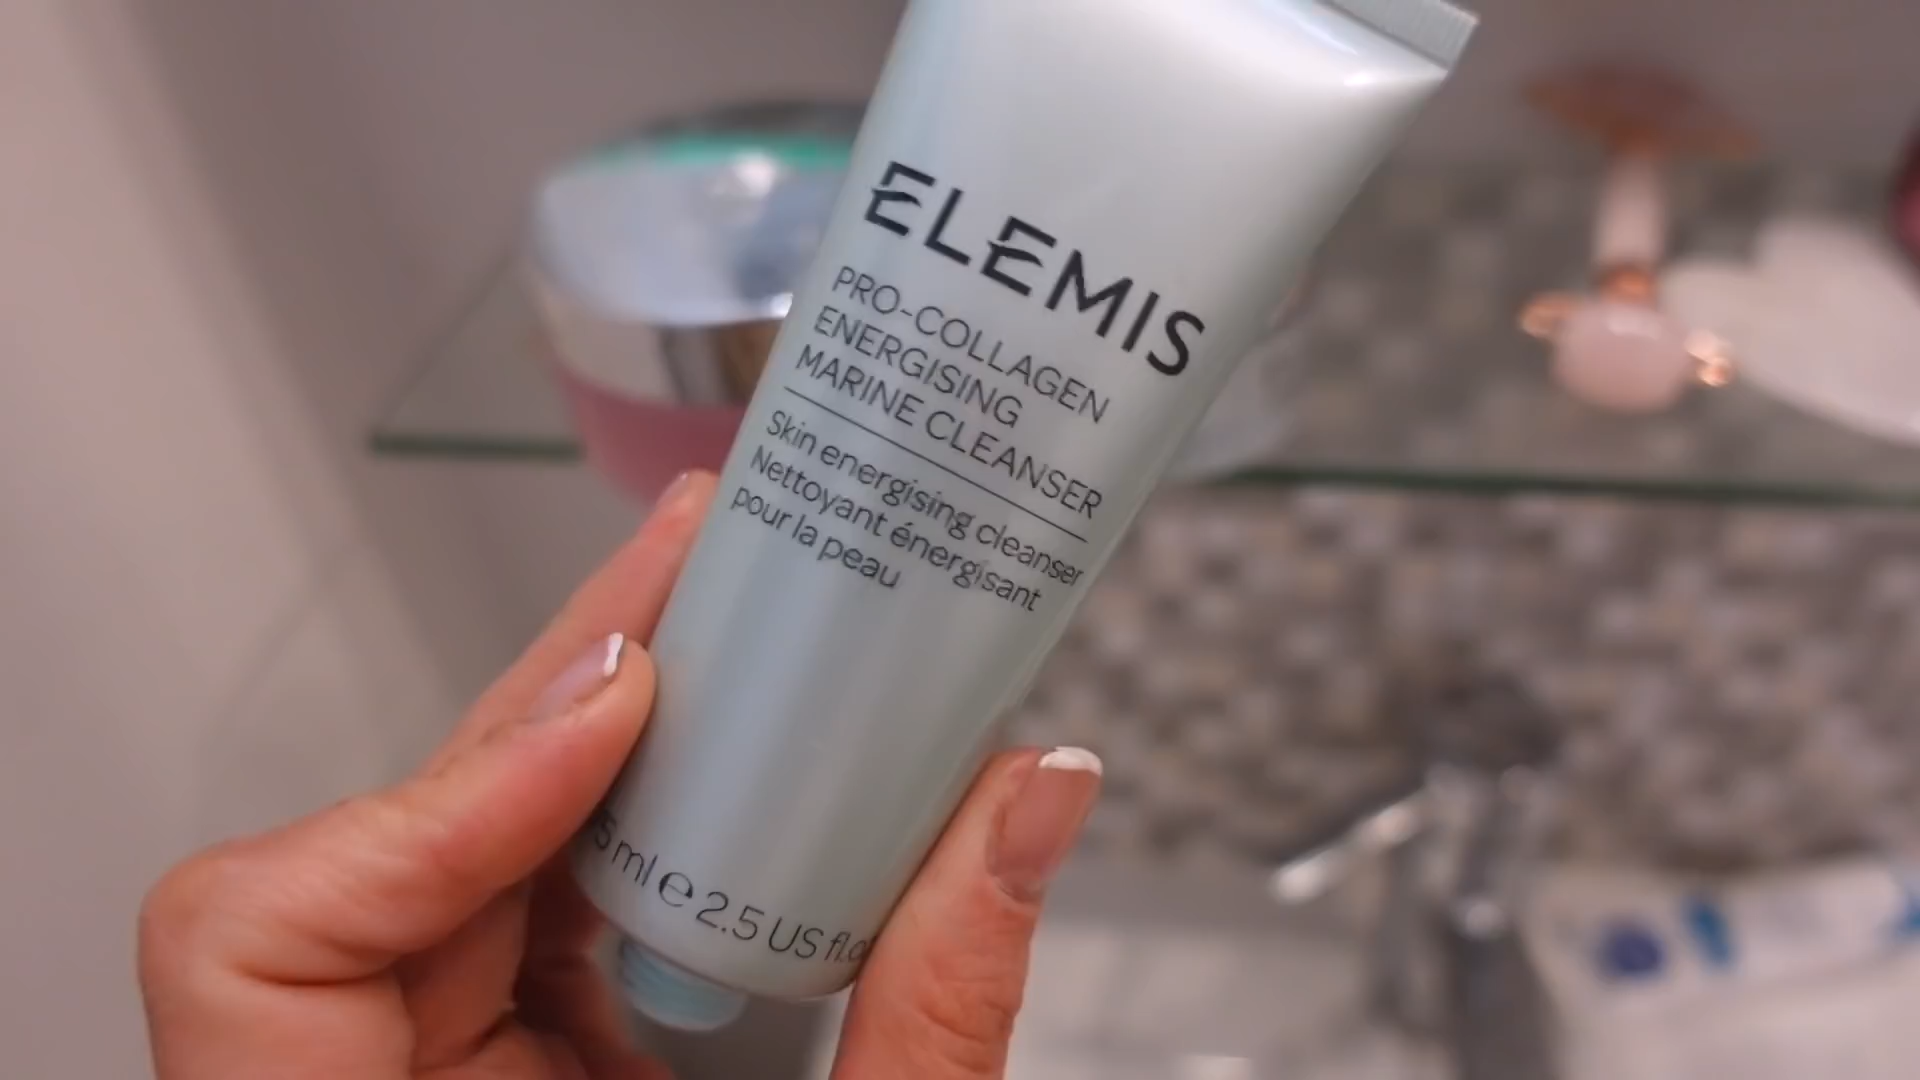 ELEMIS
PRO-COLLAGEN
ENERGISING
MARINE CLEANSER
Skin energising cleanser
Nettoyant énergisant
pour la peau
5 ml e 2.5 US fl.o